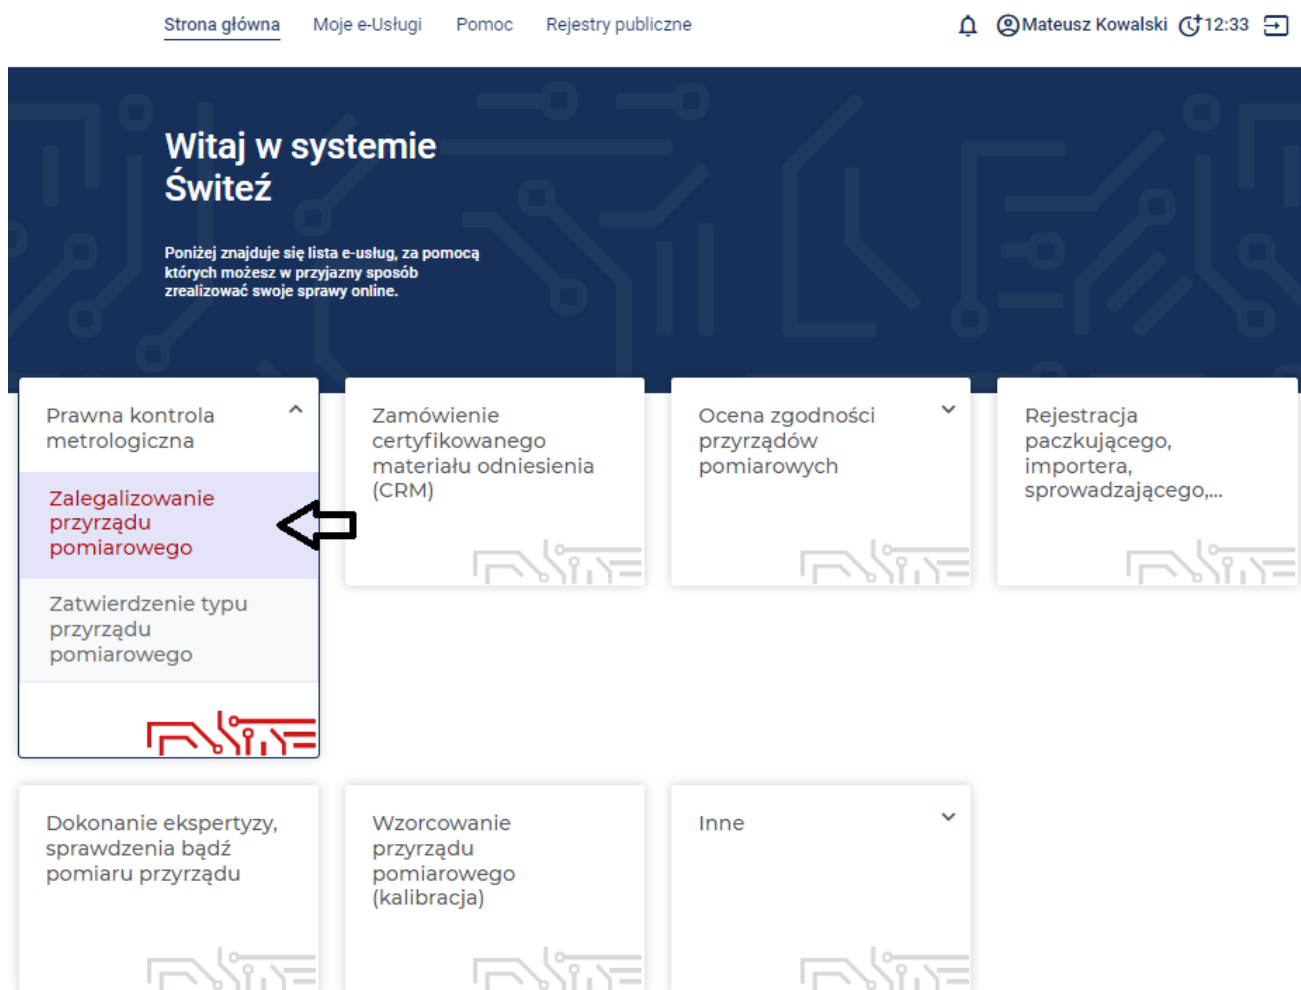 Strona główna Moje e-Usługi Pomoc Rejestry publiczne Mateusz Kowalski 12:33
Witaj w systemie
Świteź
Poniżej znajduje się lista e-usług, za pomocą
których możesz w przyjazny sposób
zrealizować swoje sprawy online.
Prawna kontrola
metrologiczna
Zalegalizowanie
przyrządu
pomiarowego
Zatwierdzenie typu
przyrządu
pomiarowego
Zamówienie
certyfikowanego
materiału odniesienia
(CRM)
Ocena zgodności
przyrządów
pomiarowych
Rejestracja
paczkującego,
importera,
sprowadzającego,...
Dokonanie ekspertyzy,
sprawdzenia bądź
pomiaru przyrządu
Wzorcowanie
przyrządu
pomiarowego
(kalibracja)
Inne